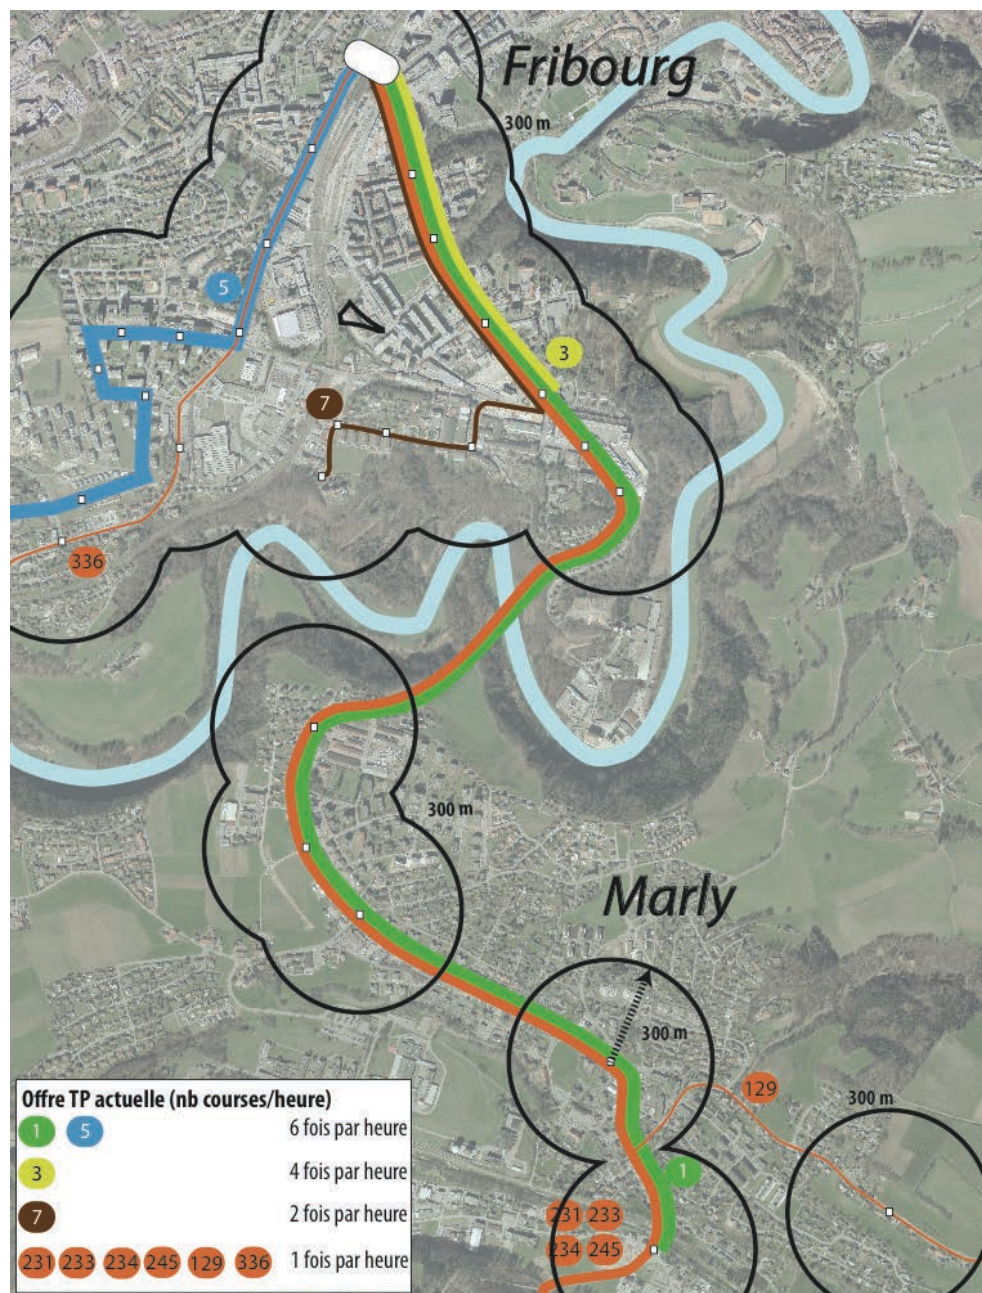 Fribourg
300 m
5
3
7
336
300 m
Marly
300 m
129
300 m
1
231 233
234 245
Offre TP actuelle (nb courses/heure)
1 5 6 fois par heure
3 4 fois par heure
7 2 fois par heure
231 233 234 245 129 336 1 fois par heure